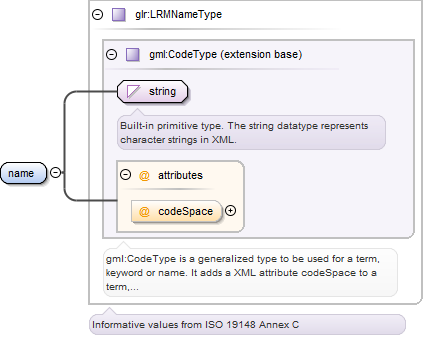 glr:LRMNameType
gml:CodeType (extension base)
string
Built-in primitive type. The string datatype represents
character strings in XML.
name
@ attributes
@ codeSpace
gml:CodeType is a generalized type to be used for a term,
keyword or name. It adds a XML attribute codeSpace to a
term,...
Informative values from ISO 19148 Annex C